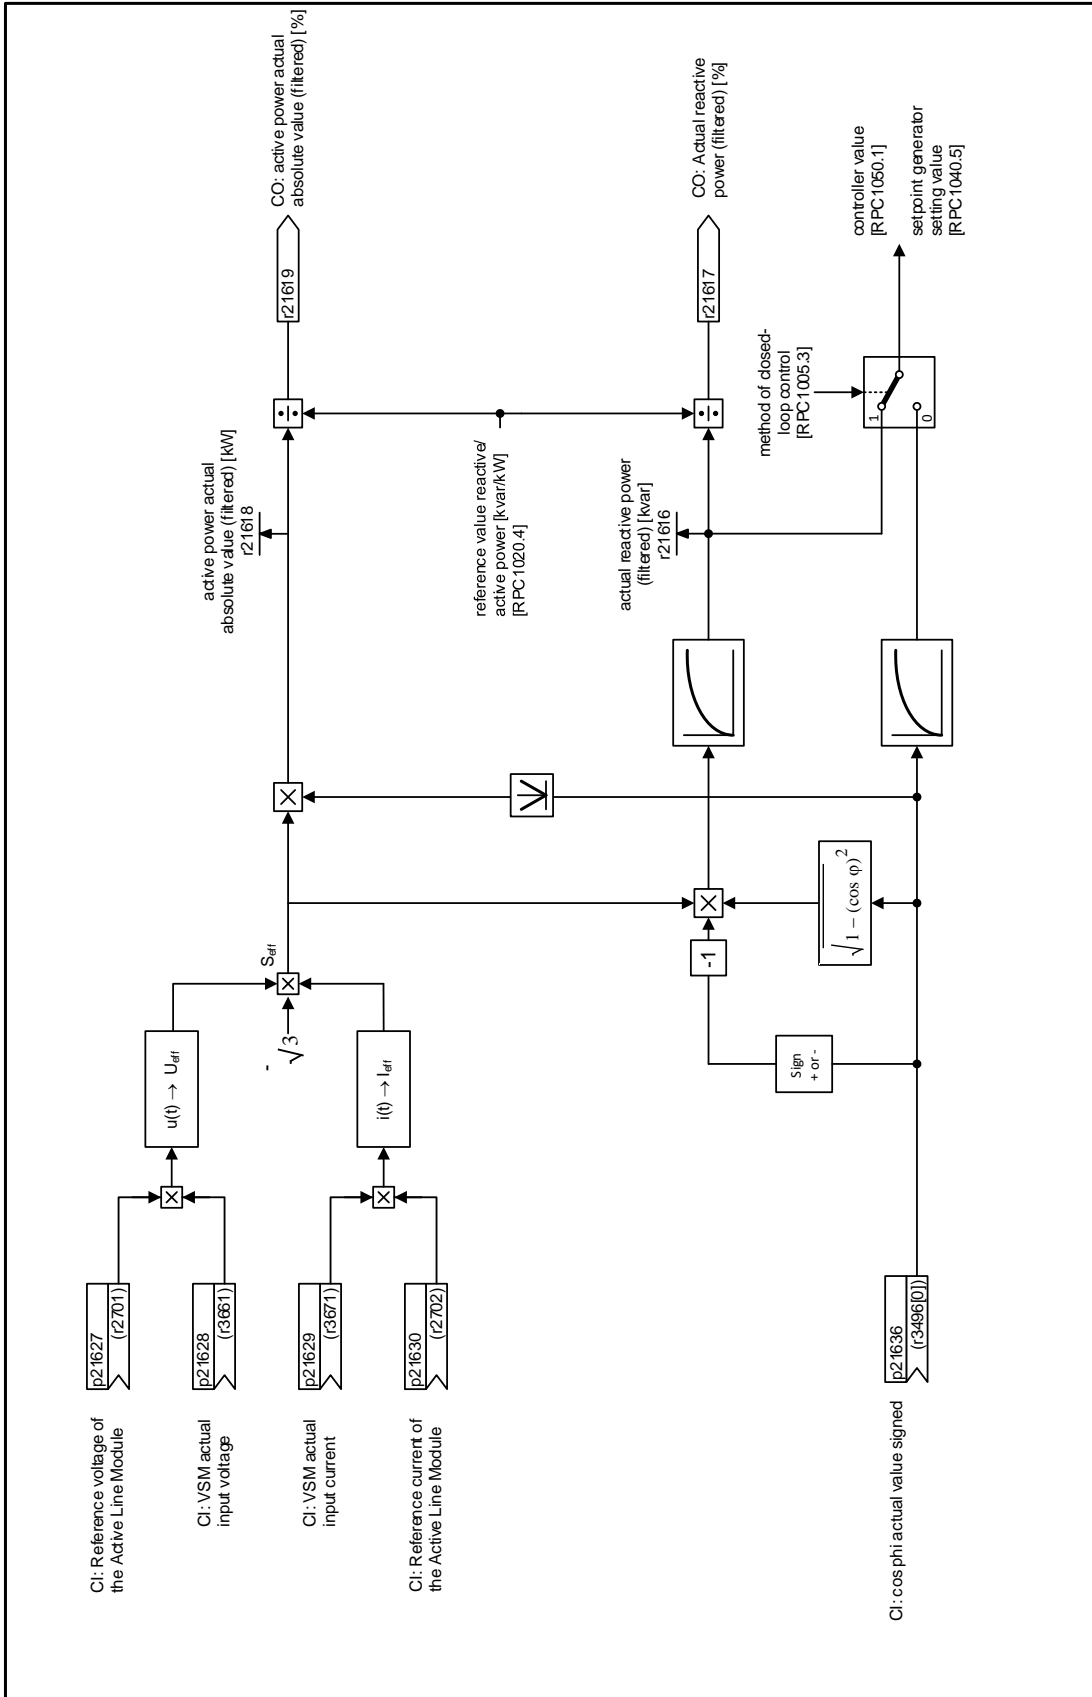 CI: Reference voltage of
the Active Line Module
p21627
(r2701)
CI: VSM actual
input voltage
p21628
(r3661)
CI: VSM actual
input current
p21629
(r3671)
CI: Reference current of
the Active Line Module
p21630
(r2702)
u(t) → Ueff
i(t) → Ieff
√3
Seff
active power actual
absolute value (filtered) [kW]
r21618
r21619
CO: active power actual
absolute value (filtered) [%]
reference value reactive/
active power [kvar/kW]
[RPC1020.4]
actual reactive power
(filtered) [kvar]
r21616
r21617
CO: Actual reactive
power (filtered) [%]
-1
Sign
+ or -
√1 – (cos φ)2
method of closed-
loop control
[RPC1005.3]
1
0
controller value
[RPC1050.1]
setpoint generator
setting value
[RPC1040.5]
CI: cos phi actual value signed
p21636
(r3496[0])